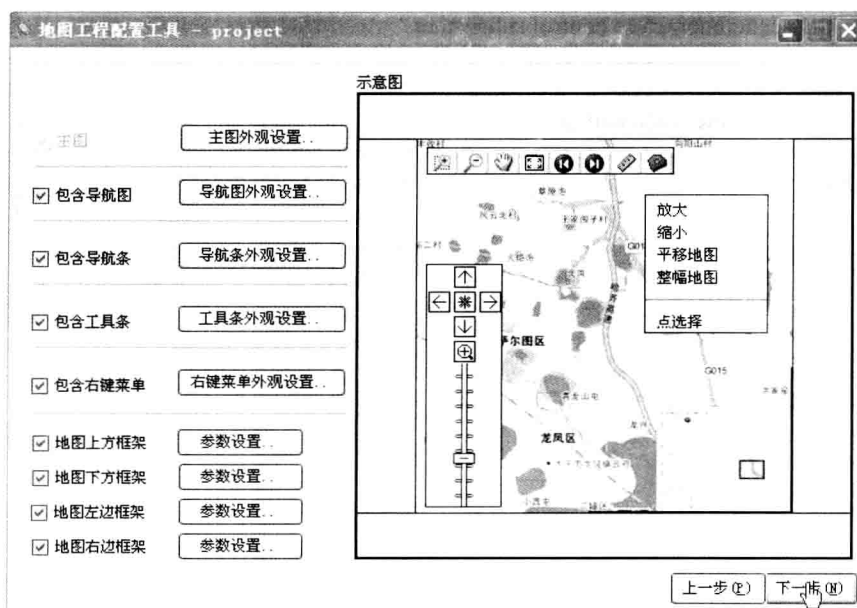 地图工程配置工具 - project
示意图
主图
主图外观设置..
包含导航图
导航图外观设置..
包含导航条
导航条外观设置..
包含工具条
工具条外观设置..
包含右键菜单
右键菜单外观设置..
地图上方框架
参数设置..
地图下方框架
参数设置..
地图左边框架
参数设置..
地图右边框架
参数设置..
放大
缩小
平移地图
整幅地图
点选择
G015
龙凤区
上一步(P)
下一步(N)